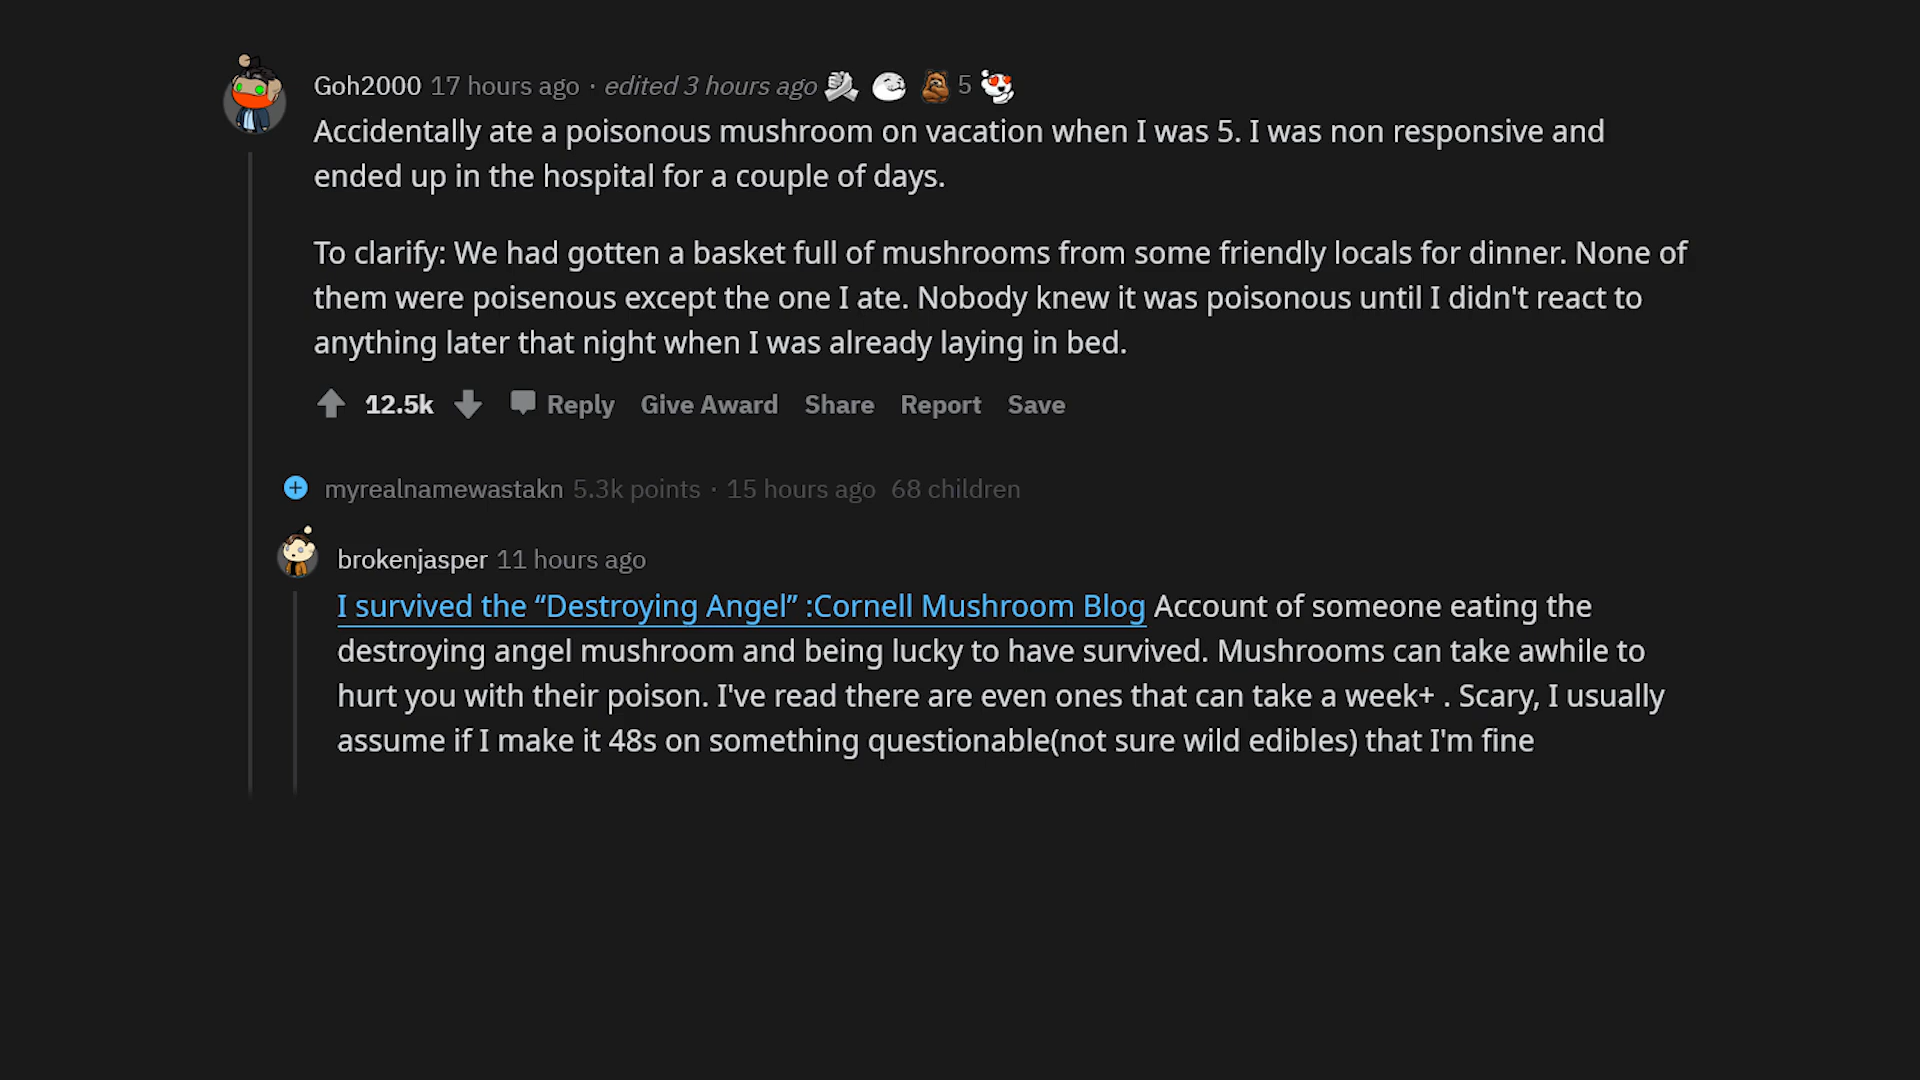 Goh2000 17 hours ago · edited 3 hours ago 5
Accidentally ate a poisonous mushroom on vacation when I was 5. I was non responsive and
ended up in the hospital for a couple of days.
To clarify: We had gotten a basket full of mushrooms from some friendly locals for dinner. None of
them were poisenous except the one I ate. Nobody knew it was poisonous until I didn't react to
anything later that night when I was already laying in bed.
12.5k Reply Give Award Share Report Save
myrealnamewastakn 5.3k points · 15 hours ago 68 children
brokenjasper 11 hours ago
I survived the “Destroying Angel” :Cornell Mushroom Blog Account of someone eating the
destroying angel mushroom and being lucky to have survived. Mushrooms can take awhile to
hurt you with their poison. I've read there are even ones that can take a week+ . Scary, I usually
assume if I make it 48s on something questionable(not sure wild edibles) that I'm fine